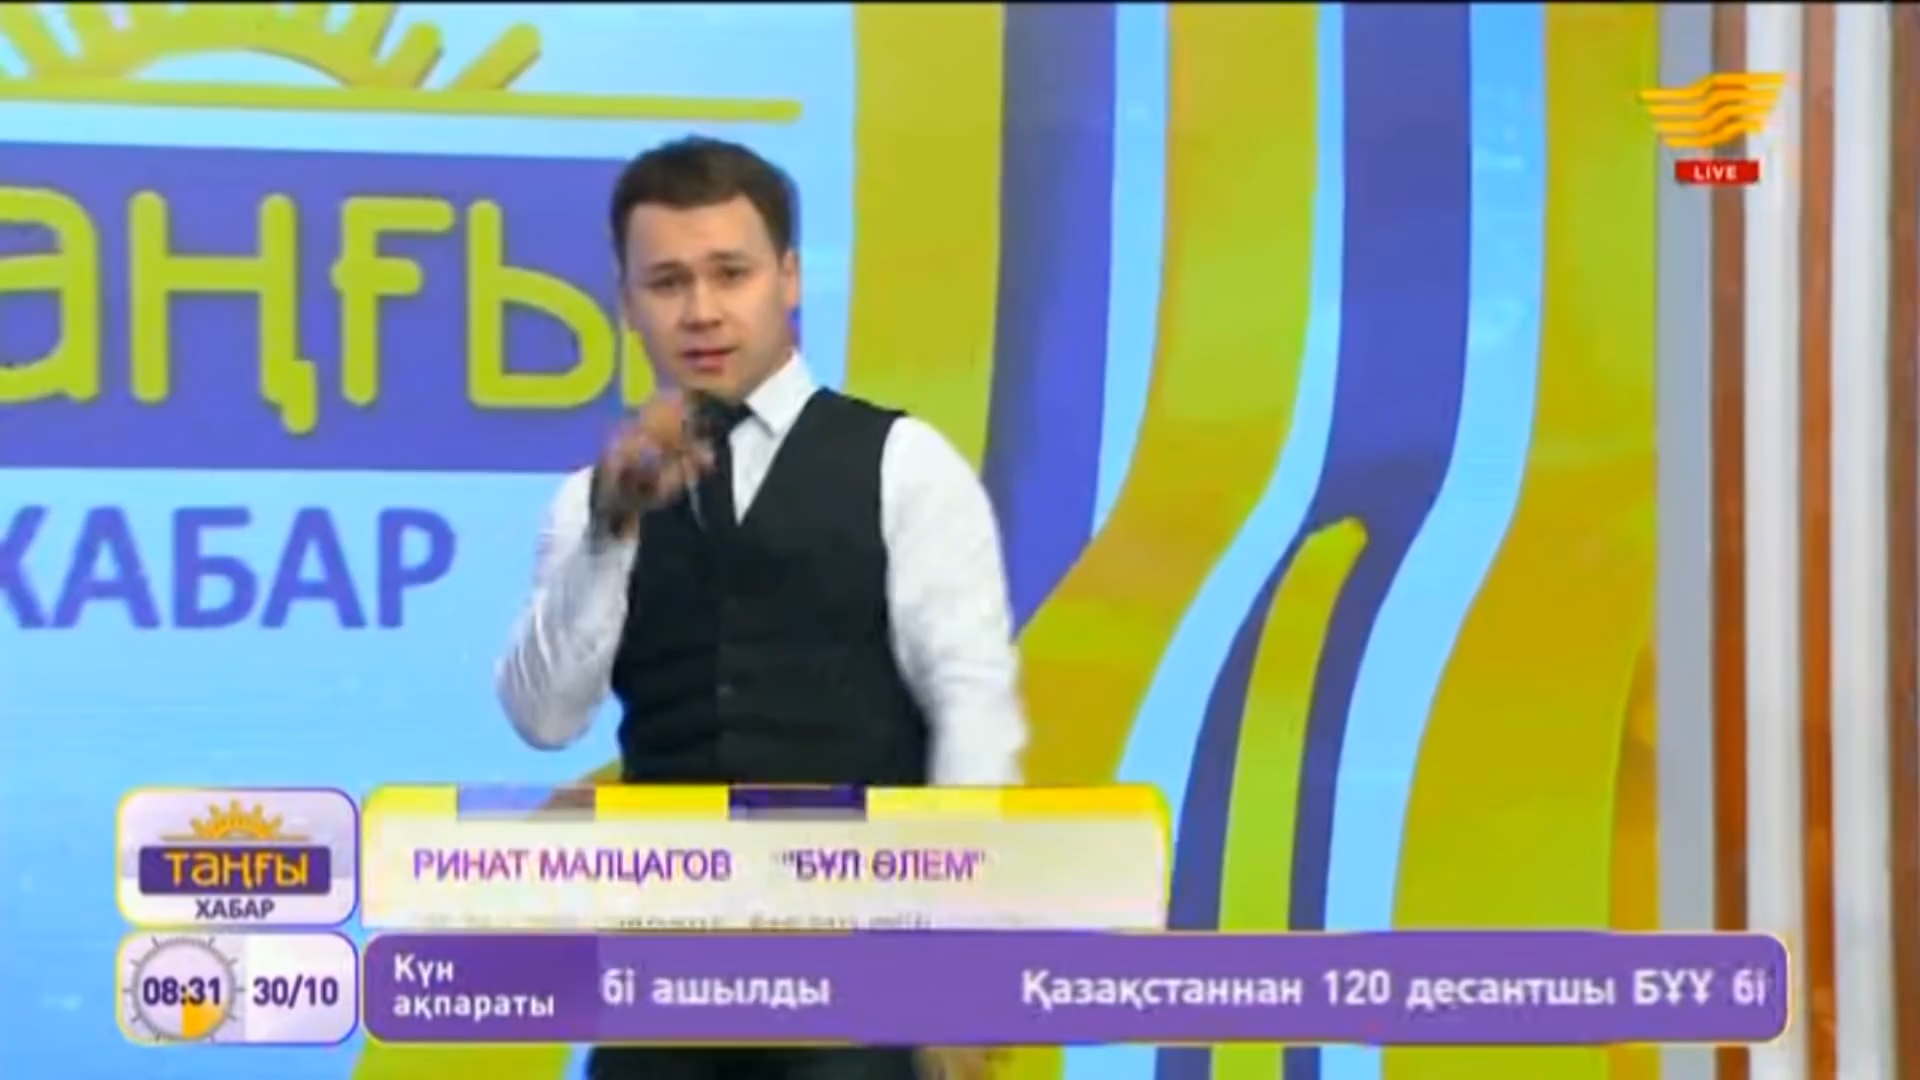 таңғы
ХАБАР
LIVE
РИНАТ МАЛЦАГОВ "БҰЛ ӨЛЕМ"
таңғы
ХАБАР
08:31 30/10
Күн
ақпараты
бі ашылды Қазақстаннан 120 десантшы БҰҰ бі